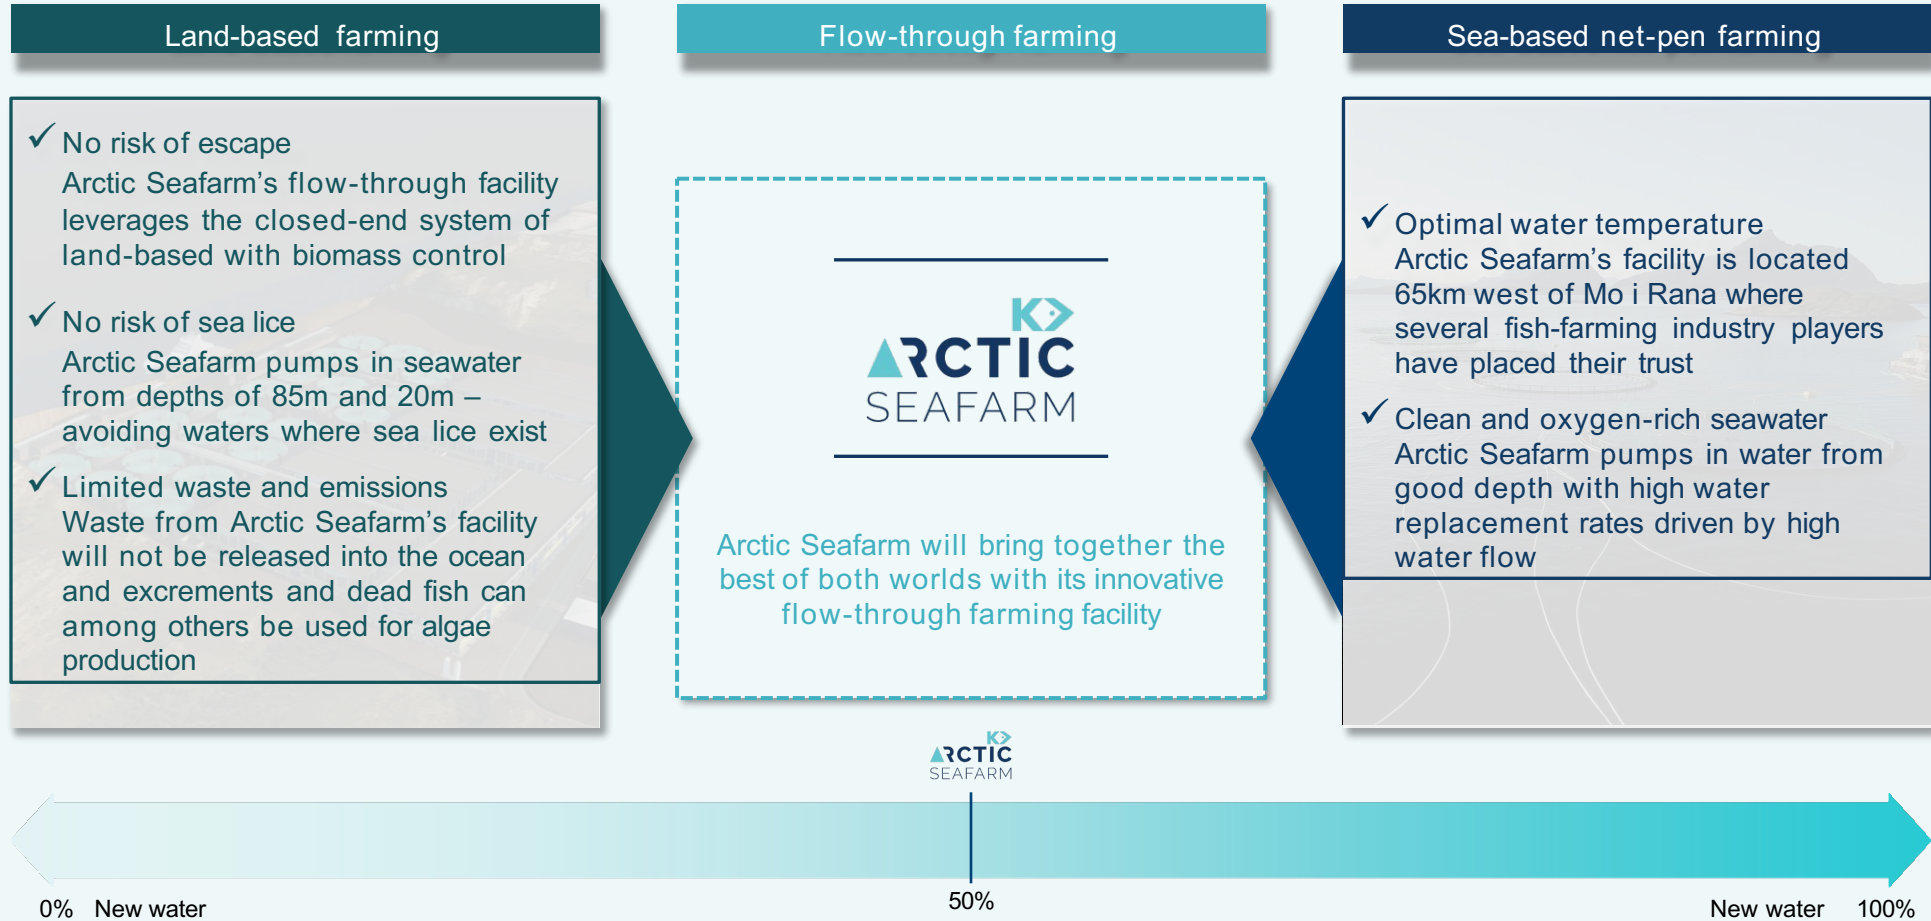 Land-based farming
Flow-through farming
Sea-based net-pen farming
✓ No risk of escape
Arctic Seafarm’s flow-through facility
leverages the closed-end system of
land-based with biomass control
✓ No risk of sea lice
Arctic Seafarm pumps in seawater
from depths of 85m and 20m –
avoiding waters where sea lice exist
✓ Limited waste and emissions
Waste from Arctic Seafarm’s facility
will not be released into the ocean
and excrements and dead fish can
among others be used for algae
production
ARCTIC
SEAFARM
Arctic Seafarm will bring together the
best of both worlds with its innovative
flow-through farming facility
✓ Optimal water temperature
Arctic Seafarm’s facility is located
65km west of Mo i Rana where
several fish-farming industry players
have placed their trust
✓ Clean and oxygen-rich seawater
Arctic Seafarm pumps in water from
good depth with high water
replacement rates driven by high
water flow
ARCTIC
SEAFARM
0% New water
50%
New water 100%